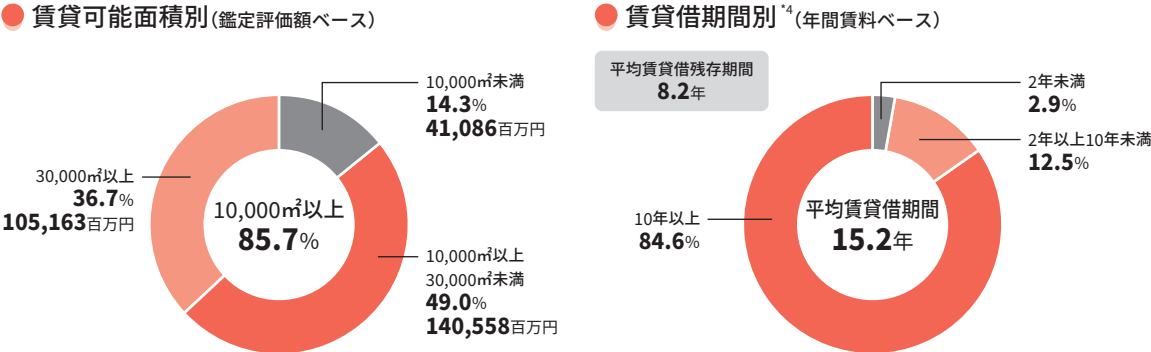 賃貸可能面積別（鑑定評価額ベース）
10,000㎡未満
14.3%
41,086百万円
30,000㎡以上
36.7%
105,163百万円
10,000㎡以上
85.7%
10,000㎡以上
30,000㎡未満
49.0%
140,558百万円
賃貸借期間別*4（年間賃料ベース）
平均賃貸借残存期間
8.2年
2年未満
2.9%
2年以上10年未満
12.5%
10年以上
84.6%
平均賃貸借期間
15.2年